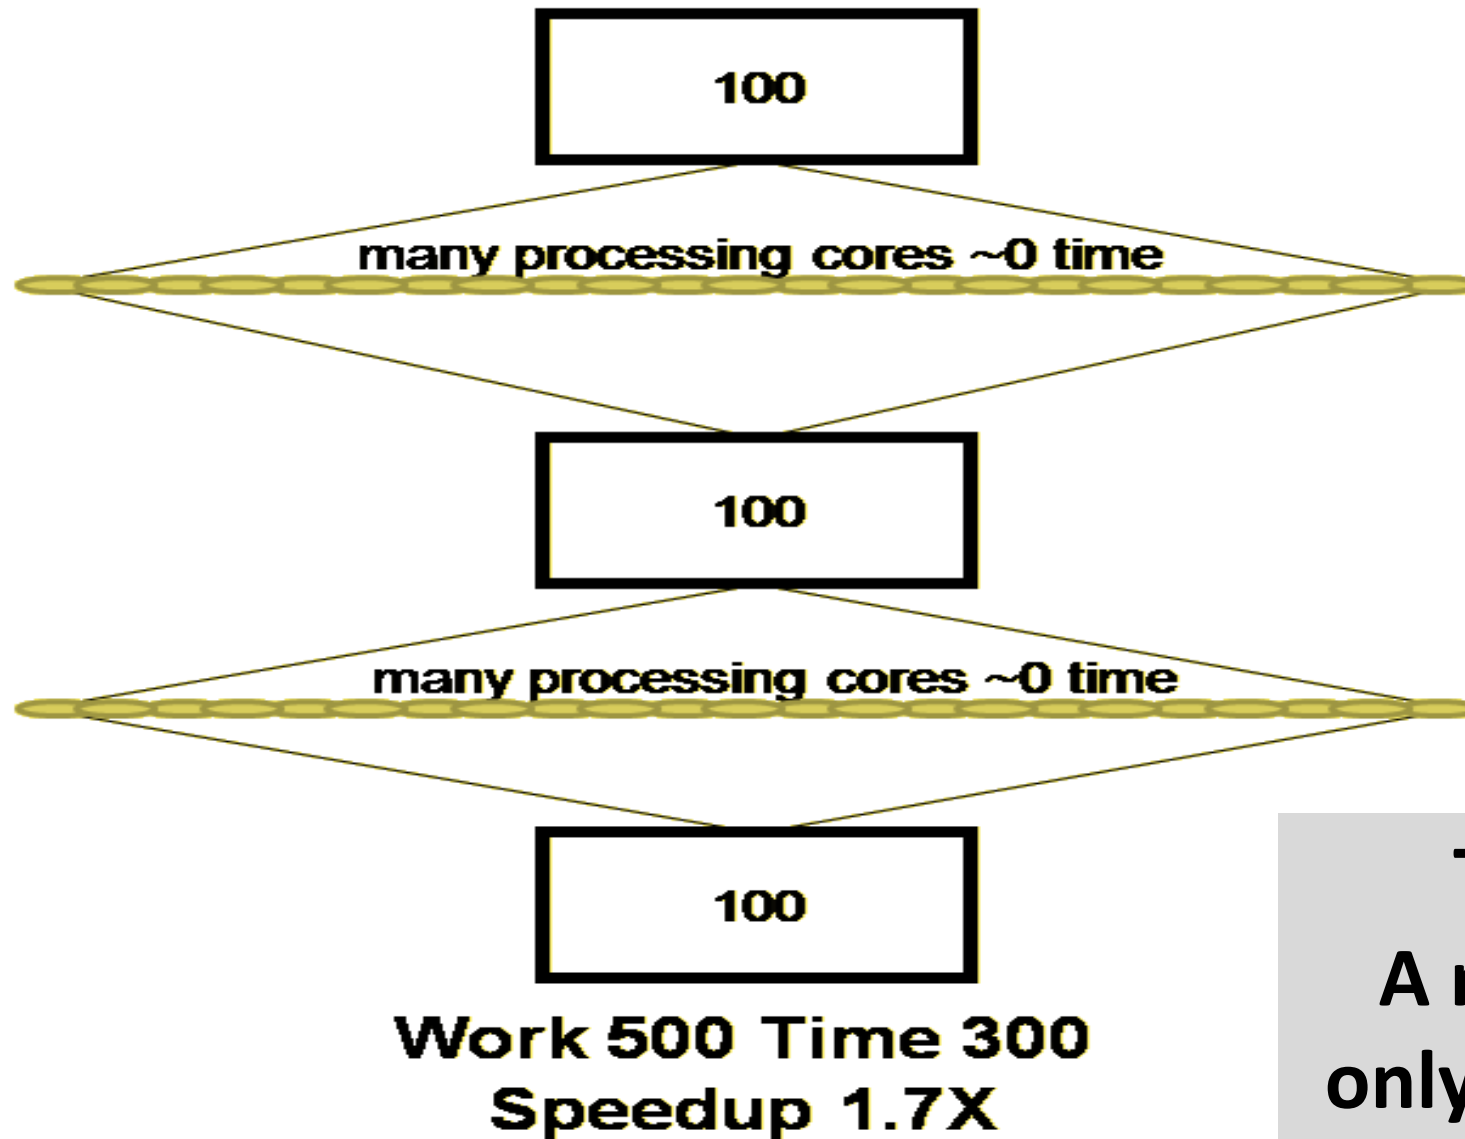 100
many processing cores ~0 time
100
many processing cores ~0 time
100
Work 500 Time 300
Speedup 1.7X
A
only